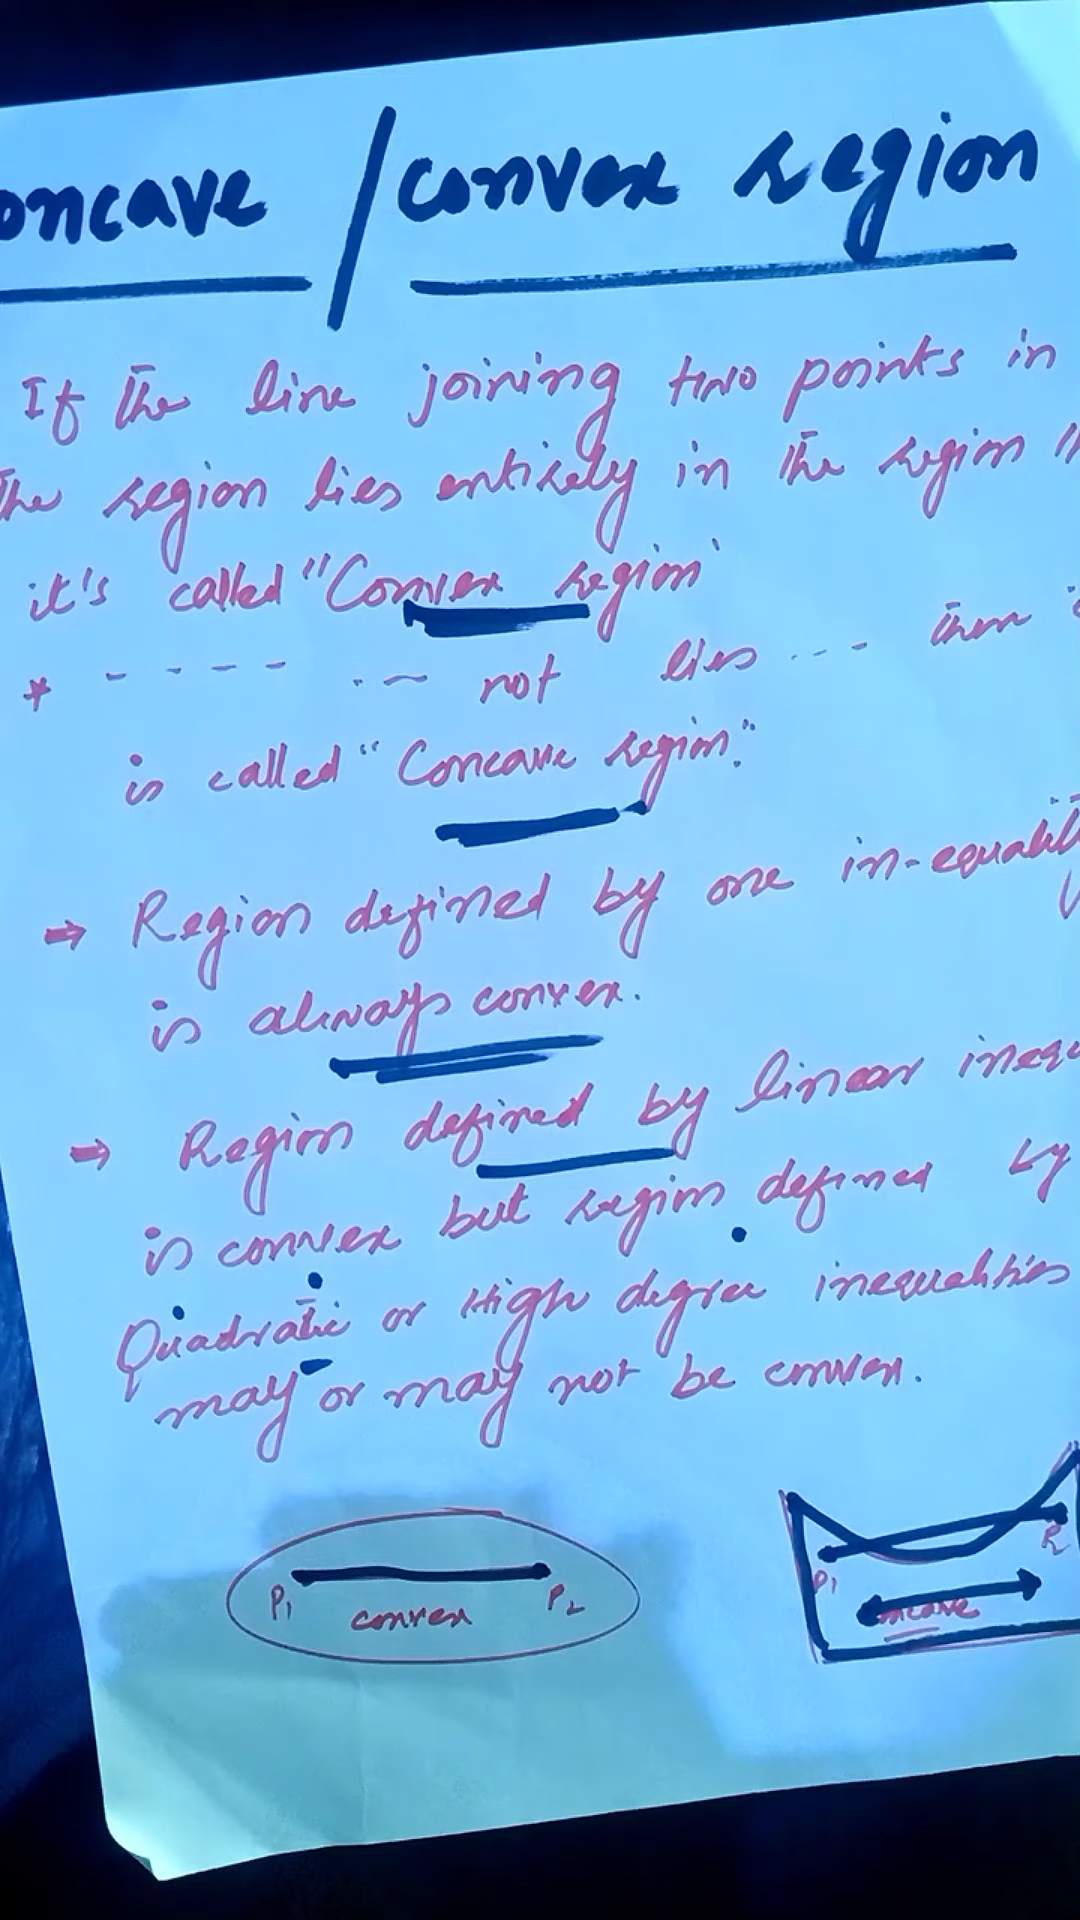 oncave / convex region
If the line joining two points in
The region lies entirely in the region
it's called "Convex region"
* - - - - - - not lies - - - then
is called "Concave region".
⇒ Region defined by one in-equalit
is always convex.
⇒ Region defined by linear inequ
is convex but region defined by
Quadratic or High degree inequalities
may or may not be convex.
P1 convex P2
P1
concave